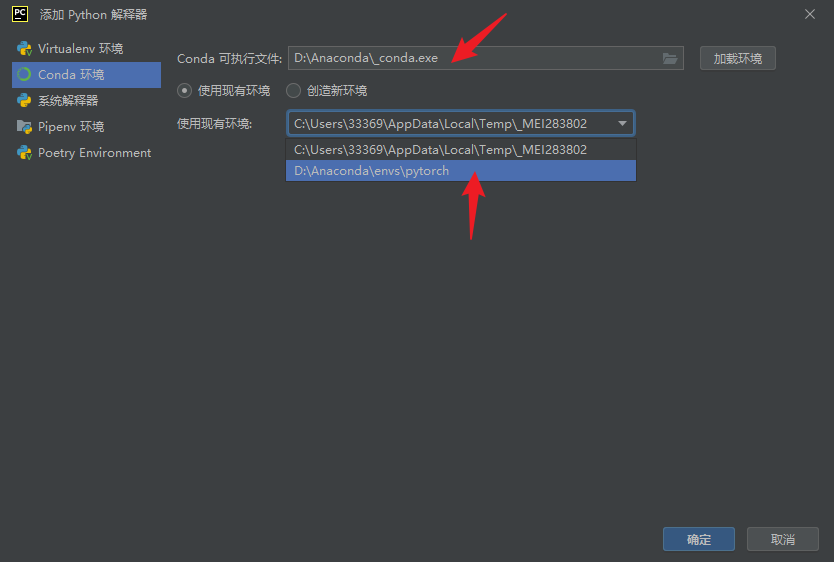 PC 添加 Python 解释器
Virtualenv 环境
Conda 环境
系统解释器
Pipenv 环境
Poetry Environment
Conda 可执行文件: D:\Anaconda\_conda.exe 加载环境
使用现有环境 创造新环境
使用现有环境: C:\Users\33369\AppData\Local\Temp\_MEI283802
C:\Users\33369\AppData\Local\Temp\_MEI283802
D:\Anaconda\envs\pytorch
确定 取消